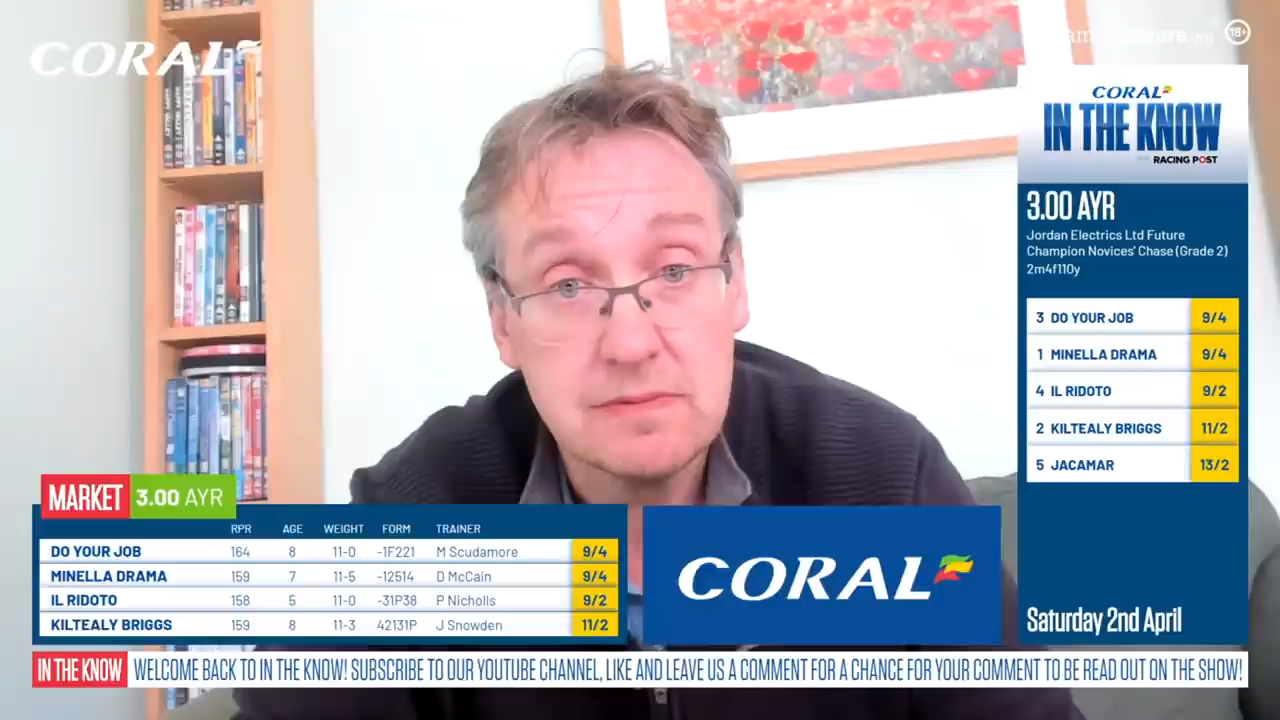 CORAL
18+
CORAL
IN THE KNOW
RACING POST
3.00 AYR
Jordan Electrics Ltd Future
Champion Novices' Chase (Grade 2)
2m4f110y
3 DO YOUR JOB 9/4
1 MINELLA DRAMA 9/4
4 IL RIDOTO 9/2
2 KILTEALY BRIGGS 11/2
5 JACAMAR 13/2
Saturday 2nd April
MARKET 3.00 AYR
RPR AGE WEIGHT FORM TRAINER
DO YOUR JOB 164 8 11-0 -1F221 M Scudamore 9/4
MINELLA DRAMA 159 7 11-5 -12514 D McCain 9/4
IL RIDOTO 158 5 11-0 -31P38 P Nicholls 9/2
KILTEALY BRIGGS 159 8 11-3 42131P J Snowden 11/2
CORAL
IN THE KNOW WELCOME BACK TO IN THE KNOW! SUBSCRIBE TO OUR YOUTUBE CHANNEL, LIKE AND LEAVE US A COMMENT FOR A CHANCE FOR YOUR COMMENT TO BE READ OUT ON THE SHOW!